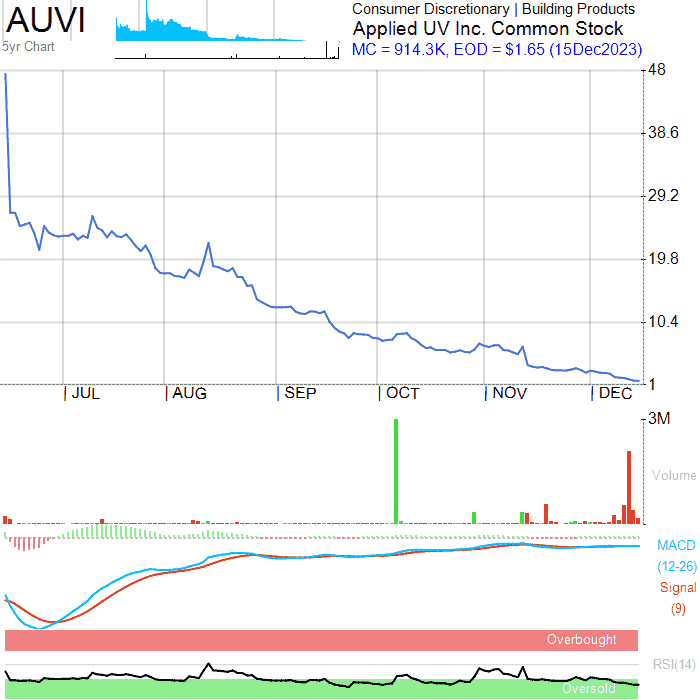 AUVI
5yr Chart
Consumer Discretionary | Building Products
Applied UV Inc. Common Stock
MC = 914.3K, EOD = $1.65 (15Dec2023)
48
38.6
29.2
19.8
10.4
1
| JUL | AUG | SEP | OCT | NOV | DEC
3M
Volume
MACD
(12-26)
Signal
(9)
Overbought
RSI(14)
Oversold